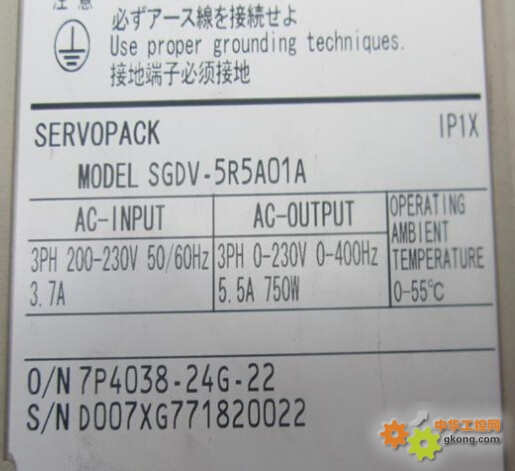 注意
必ずアース線を接続せよ
Use proper grounding techniques.
接地端子必须接地
SERVOPACK
IP1X
MODEL SGDV-5R5A01A
AC-INPUT
3PH 200-230V 50/60Hz
3.7A
AC-OUTPUT
3PH 0-230V 0-400Hz
5.5A 750W
OPERATING
AMBIENT
TEMPERATURE
0-55℃
O/N 7P4038-24G-22
S/N D007XG771820022
中华工控网
gkong.com